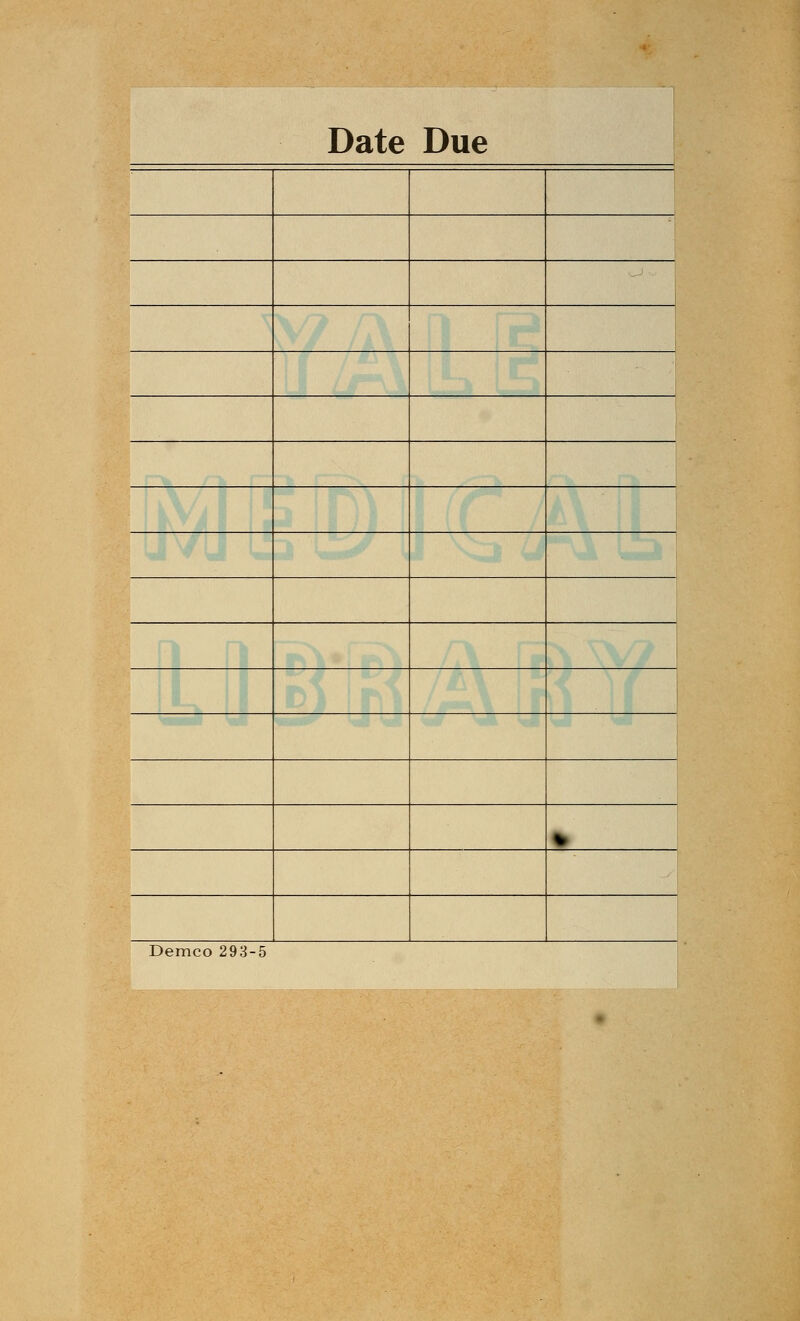 Date Due
YALE
MEDICAL
LIBRARY
Demco 293-5